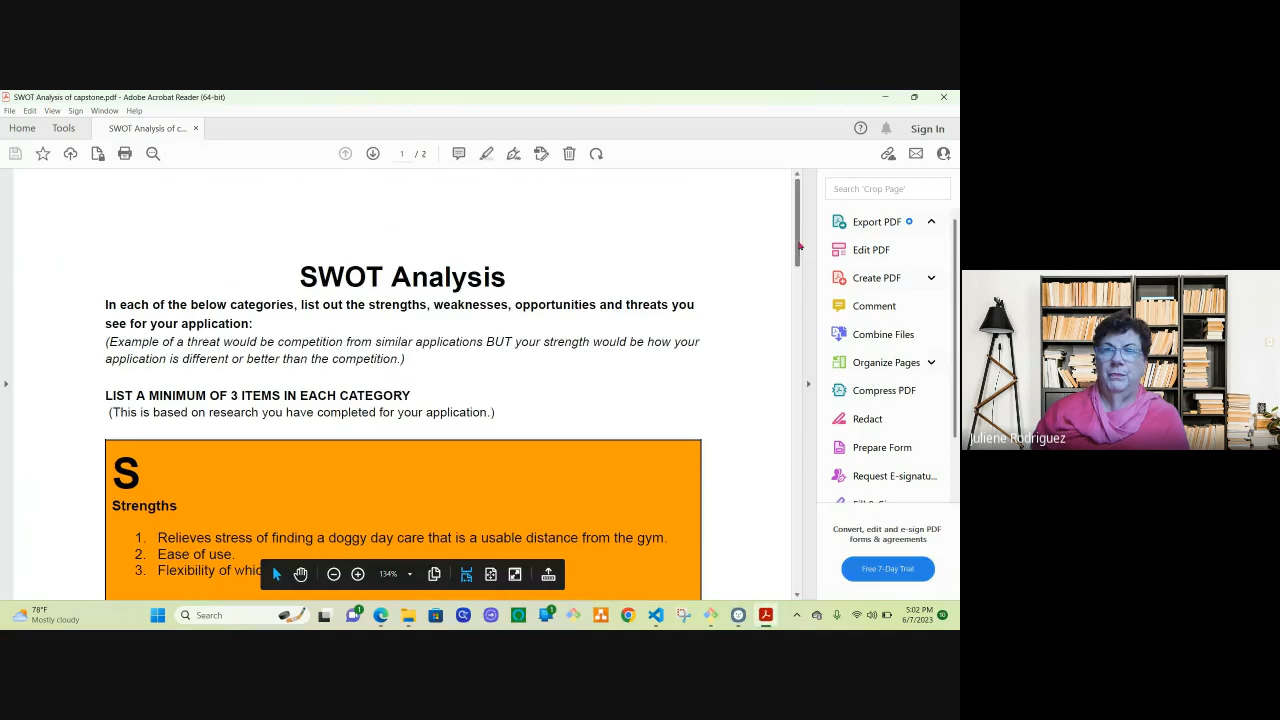 SWOT Analysis of capstone.pdf - Adobe Acrobat Reader (64-bit)
File Edit View Sign Window Help
Home Tools SWOT Analysis of c... × Sign In
1 / 2
Search 'Crop Page'
SWOT Analysis
In each of the below categories, list out the strengths, weaknesses, opportunities and threats you
see for your application:
(Example of a threat would be competition from similar applications BUT your strength would be how your
application is different or better than the competition.)
LIST A MINIMUM OF 3 ITEMS IN EACH CATEGORY
(This is based on research you have completed for your application.)
S
Strengths
1. Relieves stress of finding a doggy day care that is a usable distance from the gym.
2. Ease of use.
3. Flexibility of whic
134%
Export PDF
Edit PDF
Create PDF
Comment
Combine Files
Organize Pages
Compress PDF
Redact
Prepare Form
Request E-signatu...
Convert, edit and e-sign PDF
forms & agreements
Free 7-Day Trial
78°F
Mostly cloudy
Search
5:02 PM
6/7/2023
Juliene Rodriguez